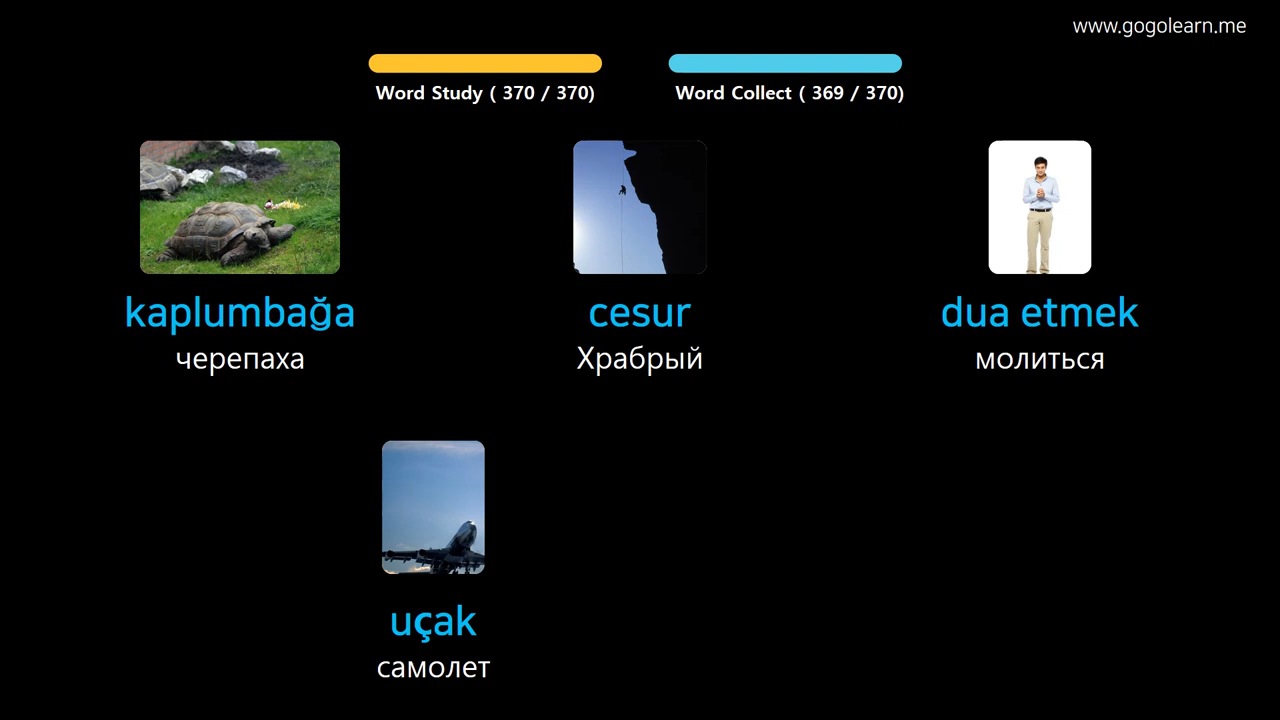 www.gogolearn.me
Word Study ( 370 / 370)
Word Collect ( 369 / 370)
kaplumbağa
черепаха
cesur
Храбрый
dua etmek
молиться
uçak
самолет